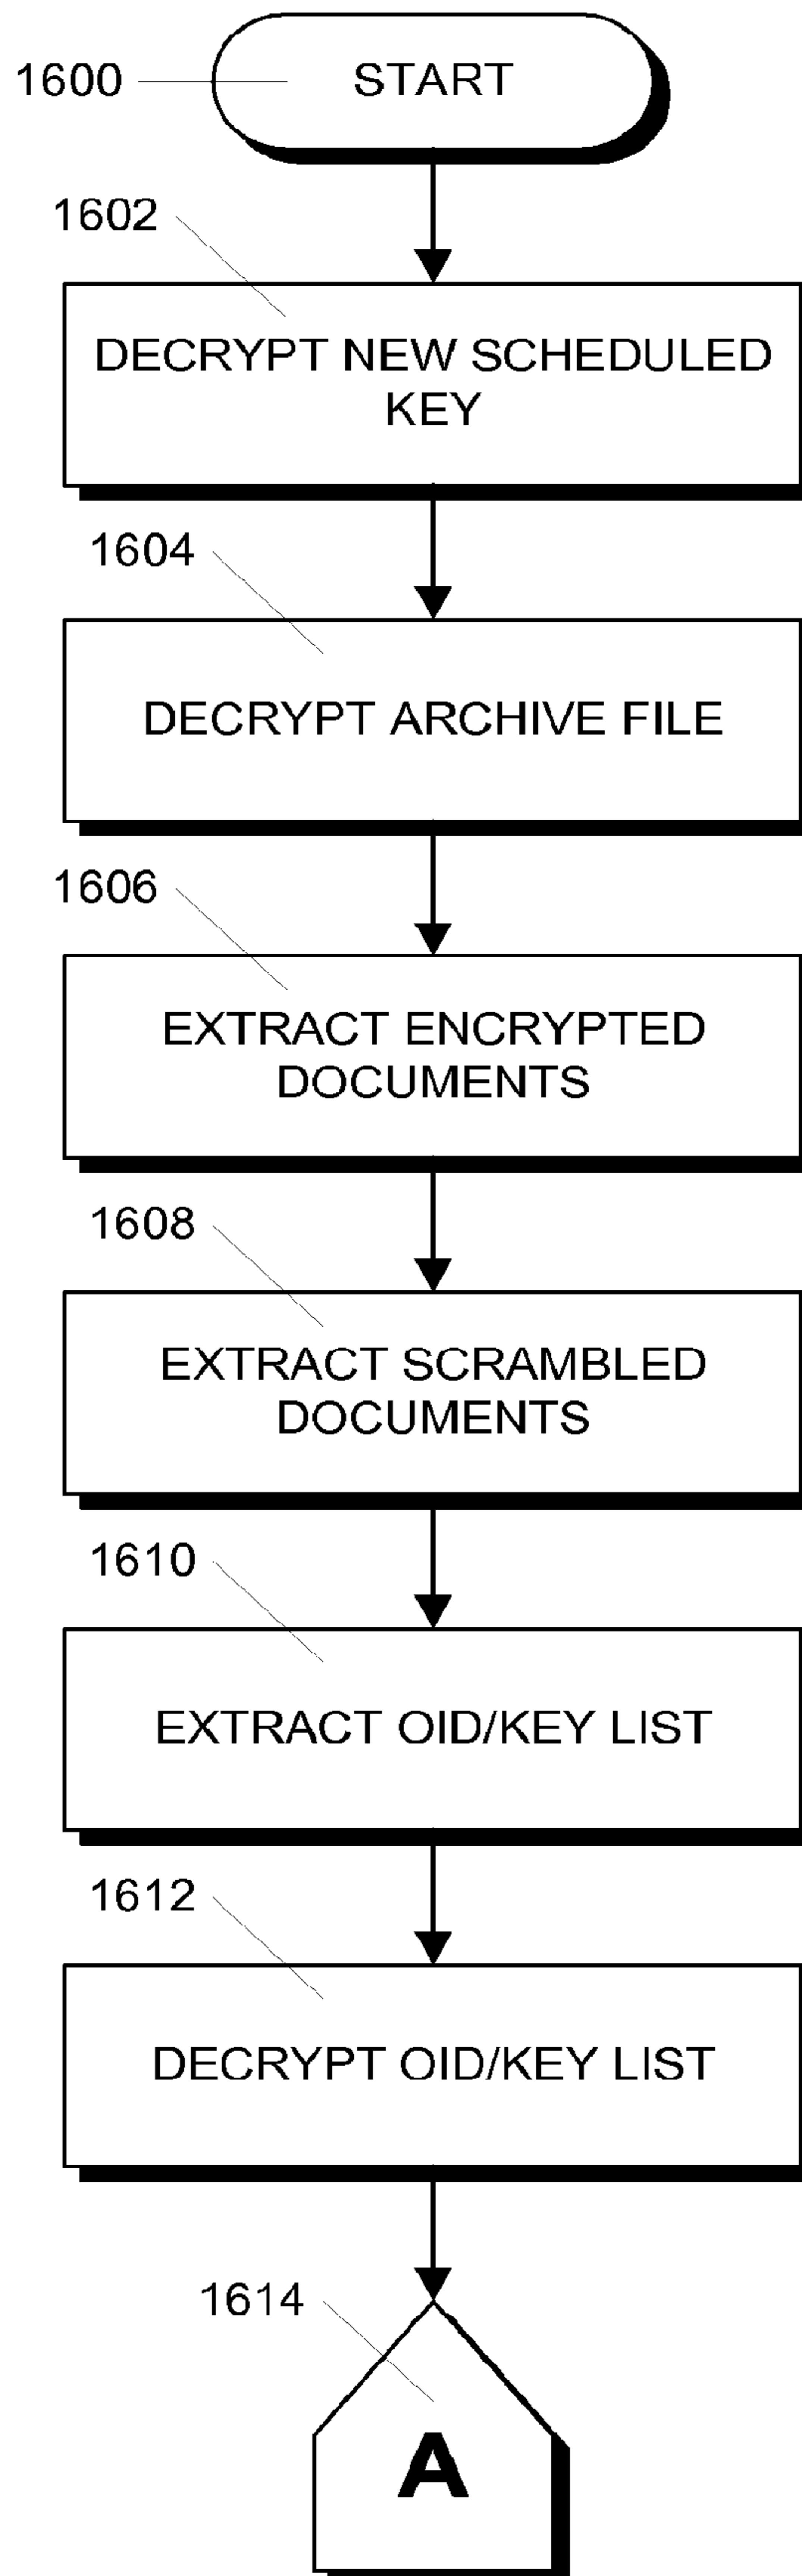 1600
START
1602
DECRYPT NEW SCHEDULED
KEY
1604
DECRYPT ARCHIVE FILE
1606
EXTRACT ENCRYPTED
DOCUMENTS
1608
EXTRACT SCRAMBLED
DOCUMENTS
1610
EXTRACT OID/KEY LIST
1612
DECRYPT OID/KEY LIST
1614
A